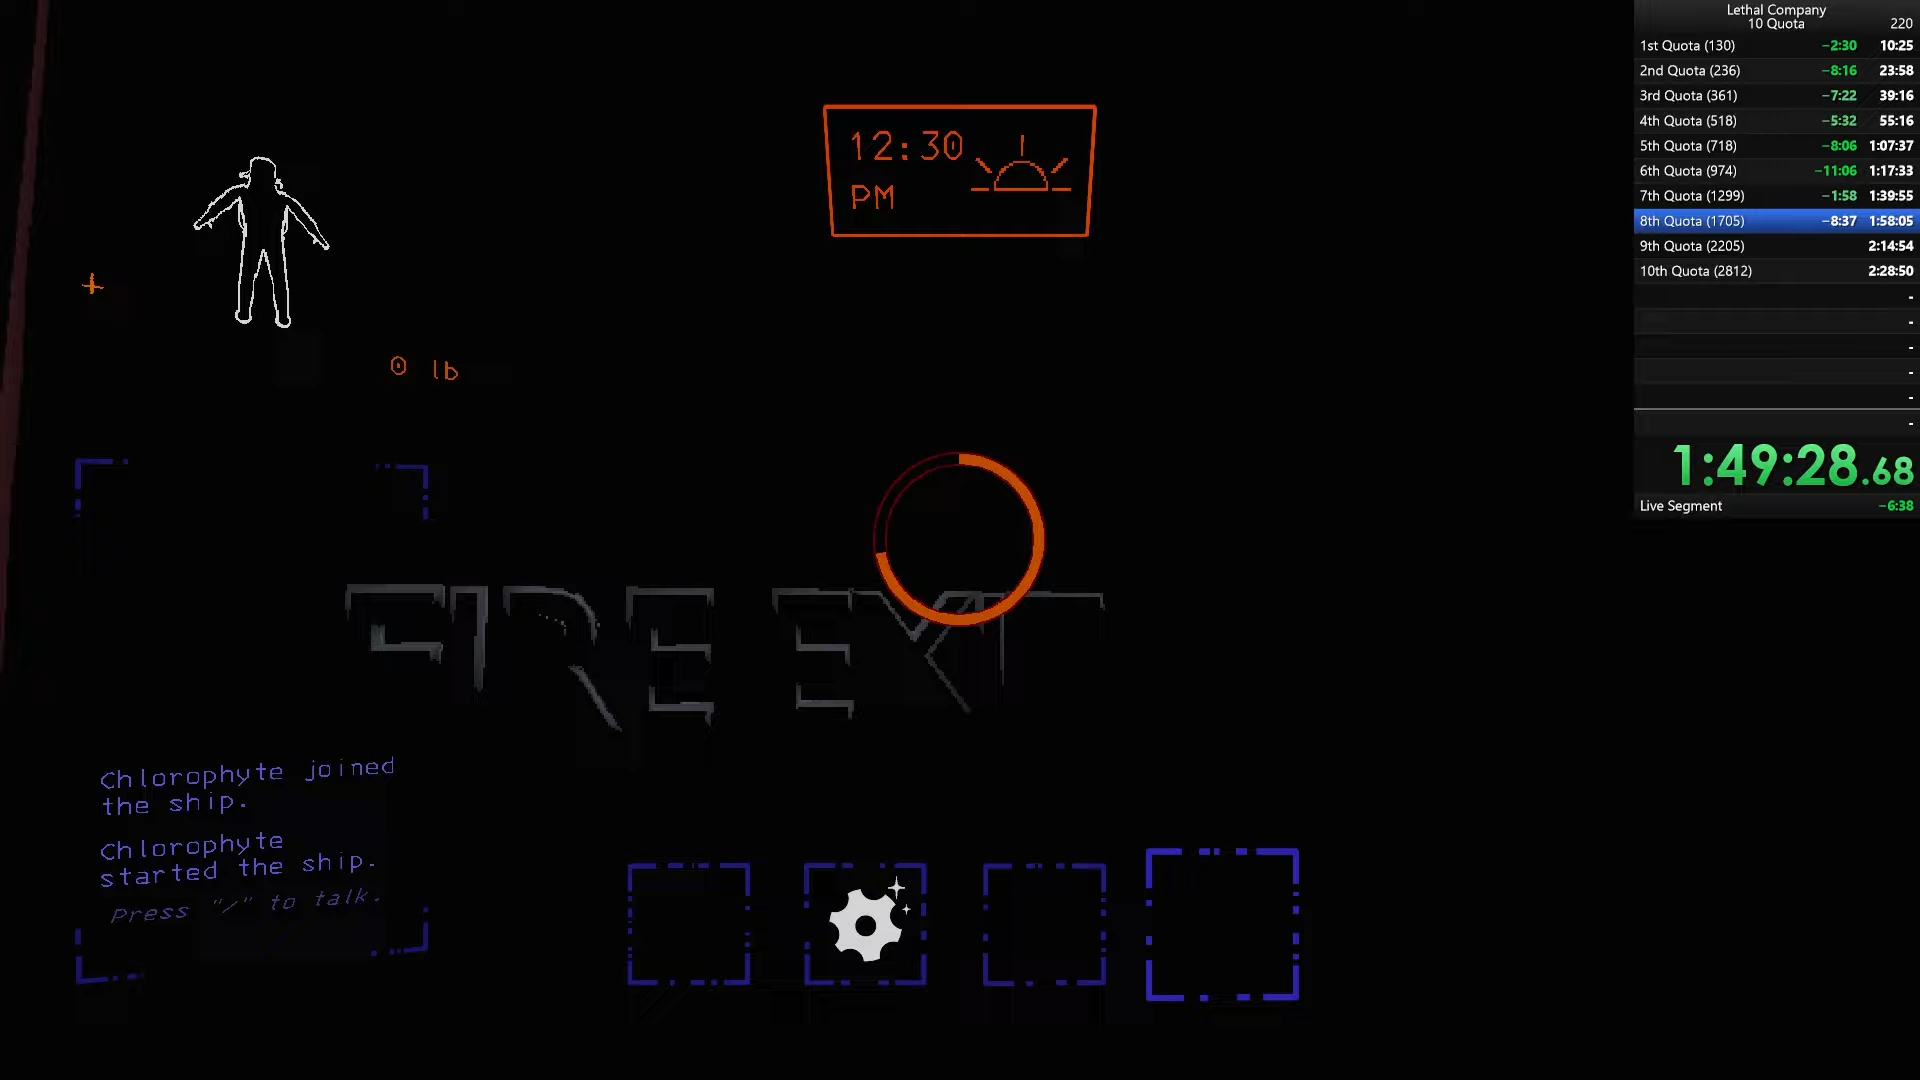 12:30
PM
0 lb
FIRE EXIT
Chlorophyte joined
the ship.
Chlorophyte
started the ship.
Press "/" to talk.
Lethal Company
10 Quota 220
1st Quota (130) −2:30 10:25
2nd Quota (236) −8:16 23:58
3rd Quota (361) −7:22 39:16
4th Quota (518) −5:32 55:16
5th Quota (718) −8:06 1:07:37
6th Quota (974) −11:06 1:17:33
7th Quota (1299) −1:58 1:39:55
8th Quota (1705) −8:37 1:58:05
9th Quota (2205) 2:14:54
10th Quota (2812) 2:28:50
-
-
-
-
-
-
1:49:28.68
Live Segment −6:38